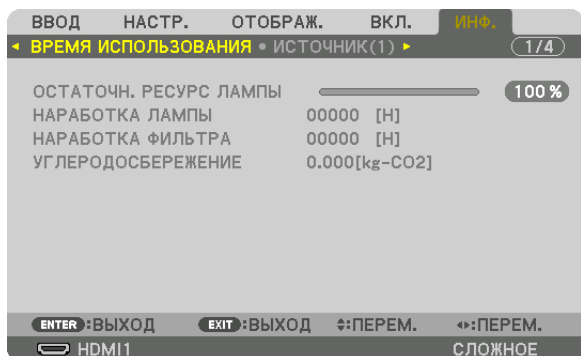 ВВОД НАСТР. ОТОБРАЖ. ВКЛ. ИНФ.
◄ ВРЕМЯ ИСПОЛЬЗОВАНИЯ • ИСТОЧНИК(1) ► 1/4
ОСТАТОЧН. РЕСУРС ЛАМПЫ 100 %
НАРАБОТКА ЛАМПЫ 00000 [H]
НАРАБОТКА ФИЛЬТРА 00000 [H]
УГЛЕРОДОСБЕРЕЖЕНИЕ 0.000[kg-CO2]
ENTER :ВЫХОД EXIT :ВЫХОД ♦:ПЕРЕМ. ◂▸:ПЕРЕМ.
HDMI1 СЛОЖНОЕ